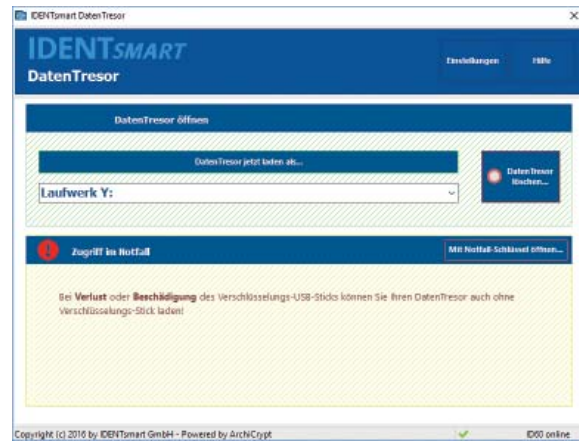 IDENTsmart DatenTresor
IDENTSMART
DatenTresor
Einstellungen
Hilfe
DatenTresor öffnen
DatenTresor jetzt laden als...
Laufwerk Y:
DatenTresor
löschen...
Zugriff im Notfall
Mit Notfall-Schlüssel öffnen...
Bei Verlust oder Beschädigung des Verschlüsselungs-USB-Sticks können Sie Ihren DatenTresor auch ohne
Verschlüsselungs-Stick laden!
Copyright (c) 2016 by IDENTsmart GmbH - Powered by ArchiCrypt
ID60 online